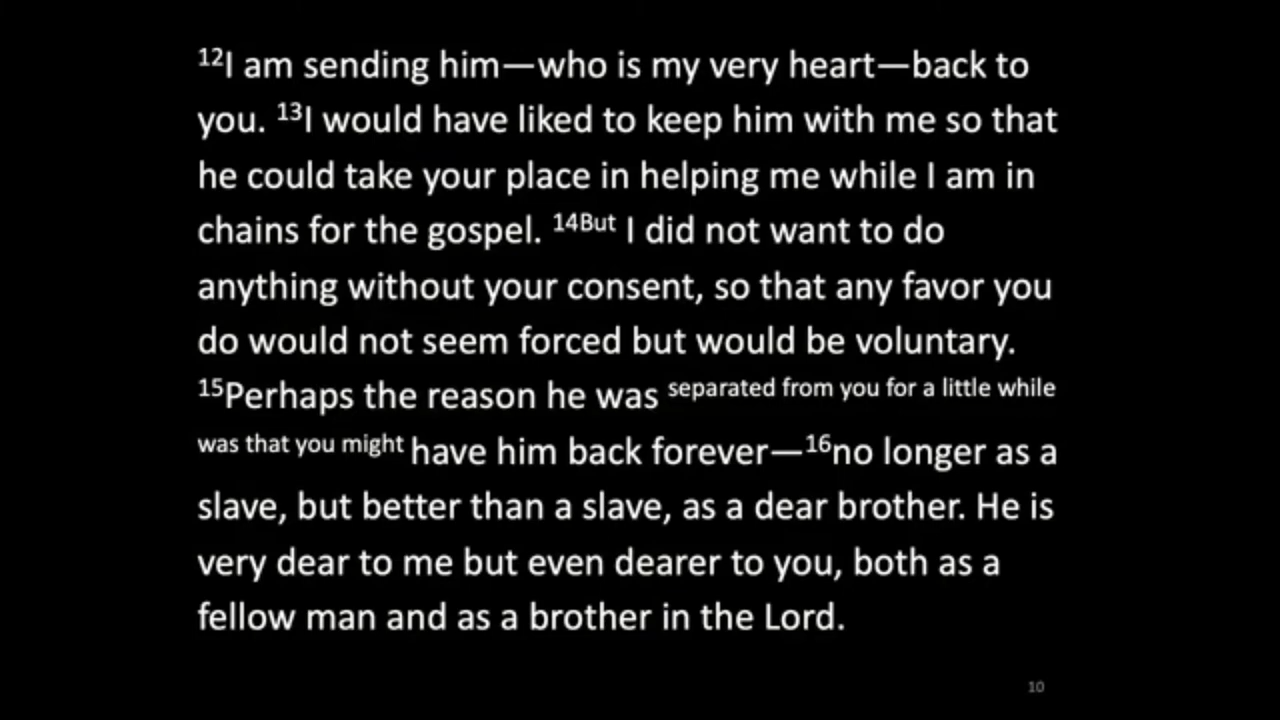 12I am sending him—who is my very heart—back to
you. 13I would have liked to keep him with me so that
he could take your place in helping me while I am in
chains for the gospel. 14But I did not want to do
anything without your consent, so that any favor you
do would not seem forced but would be voluntary.
15Perhaps the reason he was separated from you for a little while
was that you might have him back forever—16no longer as a
slave, but better than a slave, as a dear brother. He is
very dear to me but even dearer to you, both as a
fellow man and as a brother in the Lord.
10